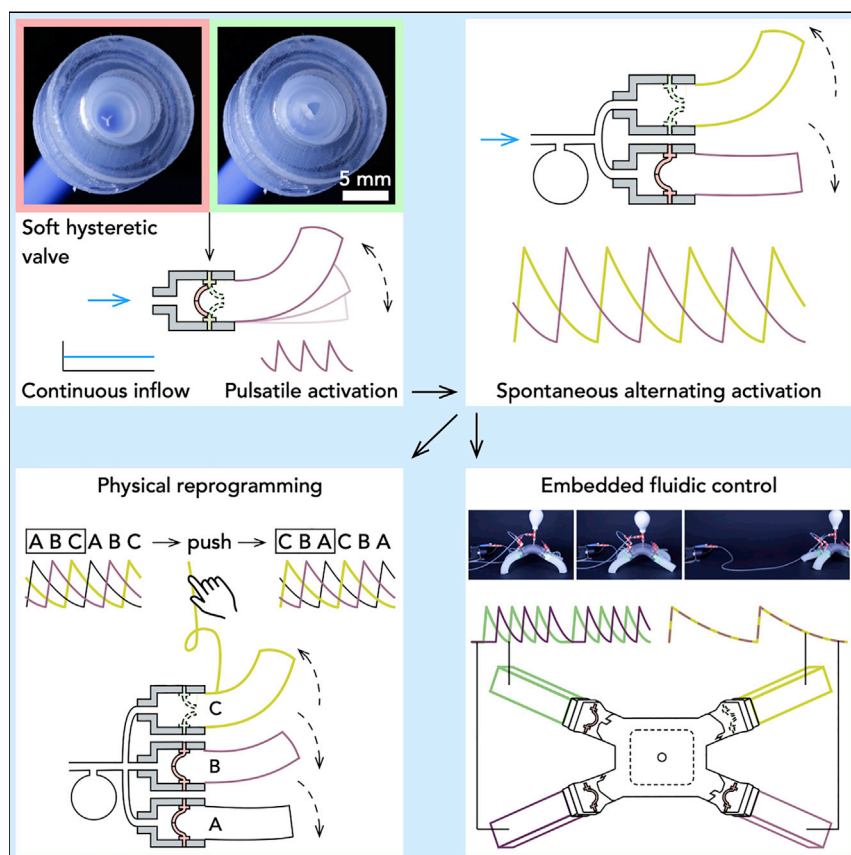 5 mm
Soft hysteretic
valve
Continuous inflow
Pulsatile activation
Spontaneous alternating activation
Physical reprogramming
A B C A B C → push → C B A C B A
C
B
A
Embedded fluidic control